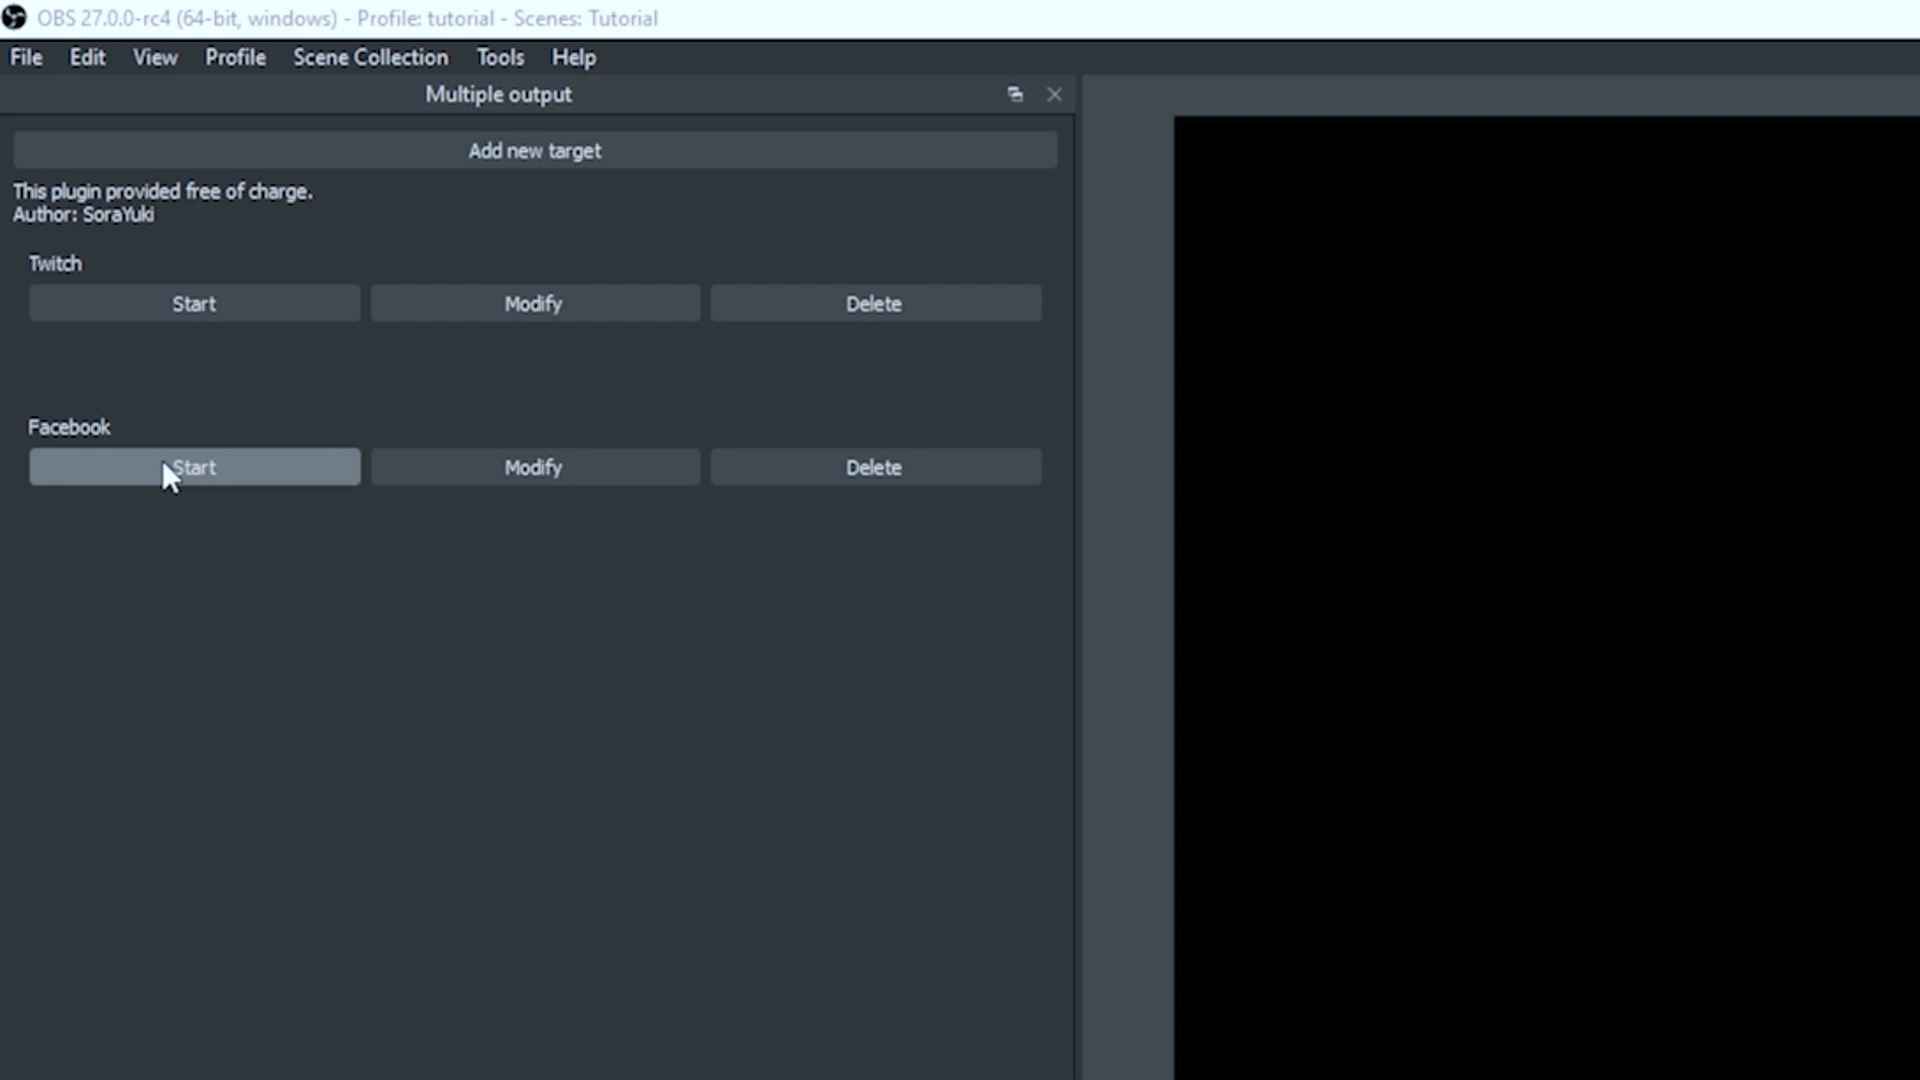 OBS 27.0.0-rc4 (64-bit, windows) - Profile: tutorial - Scenes: Tutorial
File Edit View Profile Scene Collection Tools Help
Multiple output
Add new target
This plugin provided free of charge.
Author: SoraYuki
Twitch
Start Modify Delete
Facebook
Start Modify Delete